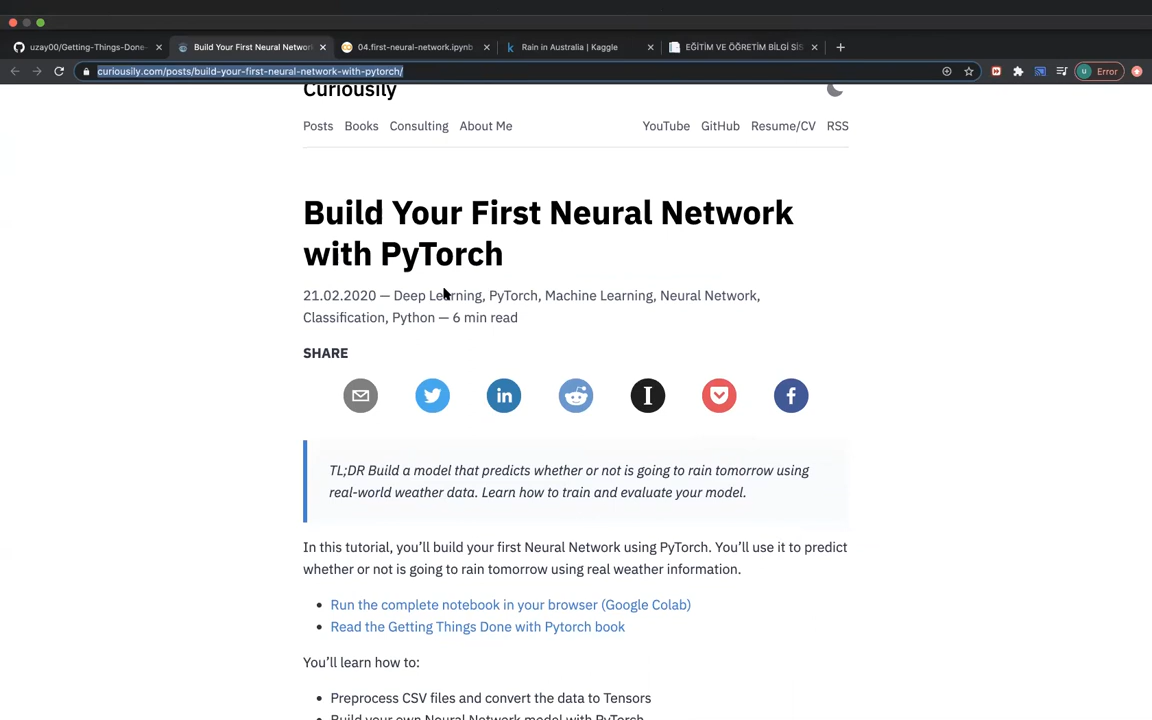 uzay00/Getting-Things-Done-
Build Your First Neural Networ
04.first-neural-network.ipynb
Rain in Australia | Kaggle
EĞİTİM VE ÖĞRETİM BİLGİ SİS
curiousily.com/posts/build-your-first-neural-network-with-pytorch/
u Error
Curiousily
Posts Books Consulting About Me YouTube GitHub Resume/CV RSS
Build Your First Neural Network
with PyTorch
21.02.2020 — Deep Learning, PyTorch, Machine Learning, Neural Network,
Classification, Python — 6 min read
SHARE
TL;DR Build a model that predicts whether or not is going to rain tomorrow using
real-world weather data. Learn how to train and evaluate your model.
In this tutorial, you’ll build your first Neural Network using PyTorch. You’ll use it to predict
whether or not is going to rain tomorrow using real weather information.
• Run the complete notebook in your browser (Google Colab)
• Read the Getting Things Done with Pytorch book
You’ll learn how to:
• Preprocess CSV files and convert the data to Tensors
• Build your own Neural Network model with PyTorch